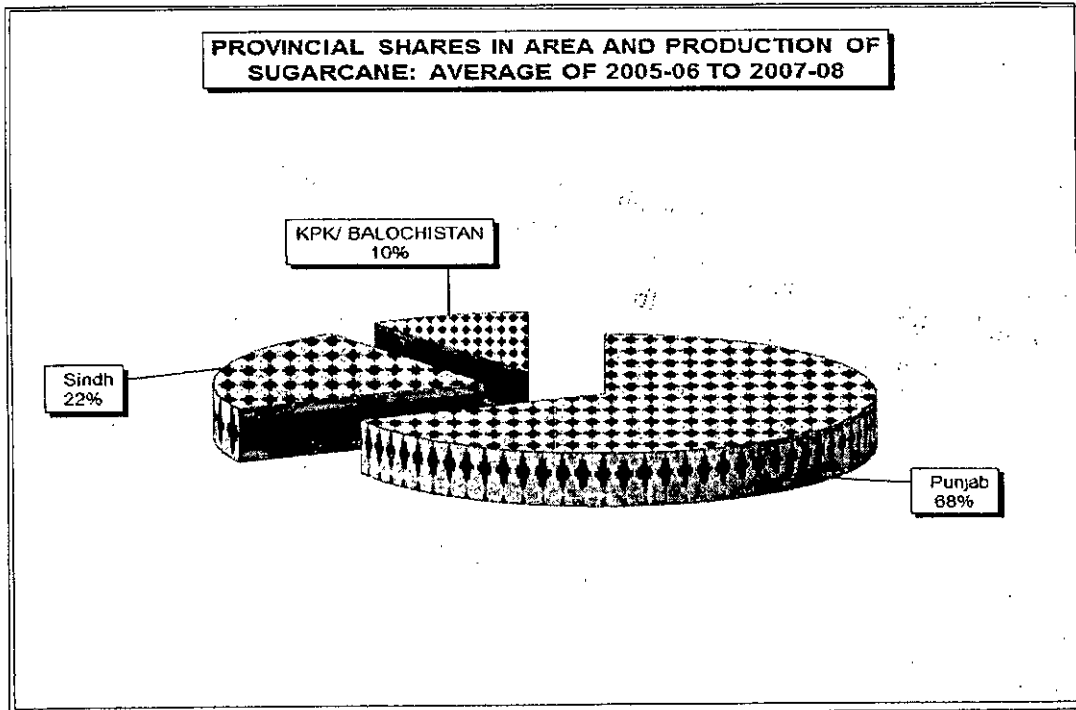 PROVINCIAL SHARES IN AREA AND PRODUCTION OF
SUGARCANE: AVERAGE OF 2005-06 TO 2007-08
KPK/ BALOCHISTAN
10%
Sindh
22%
Punjab
68%